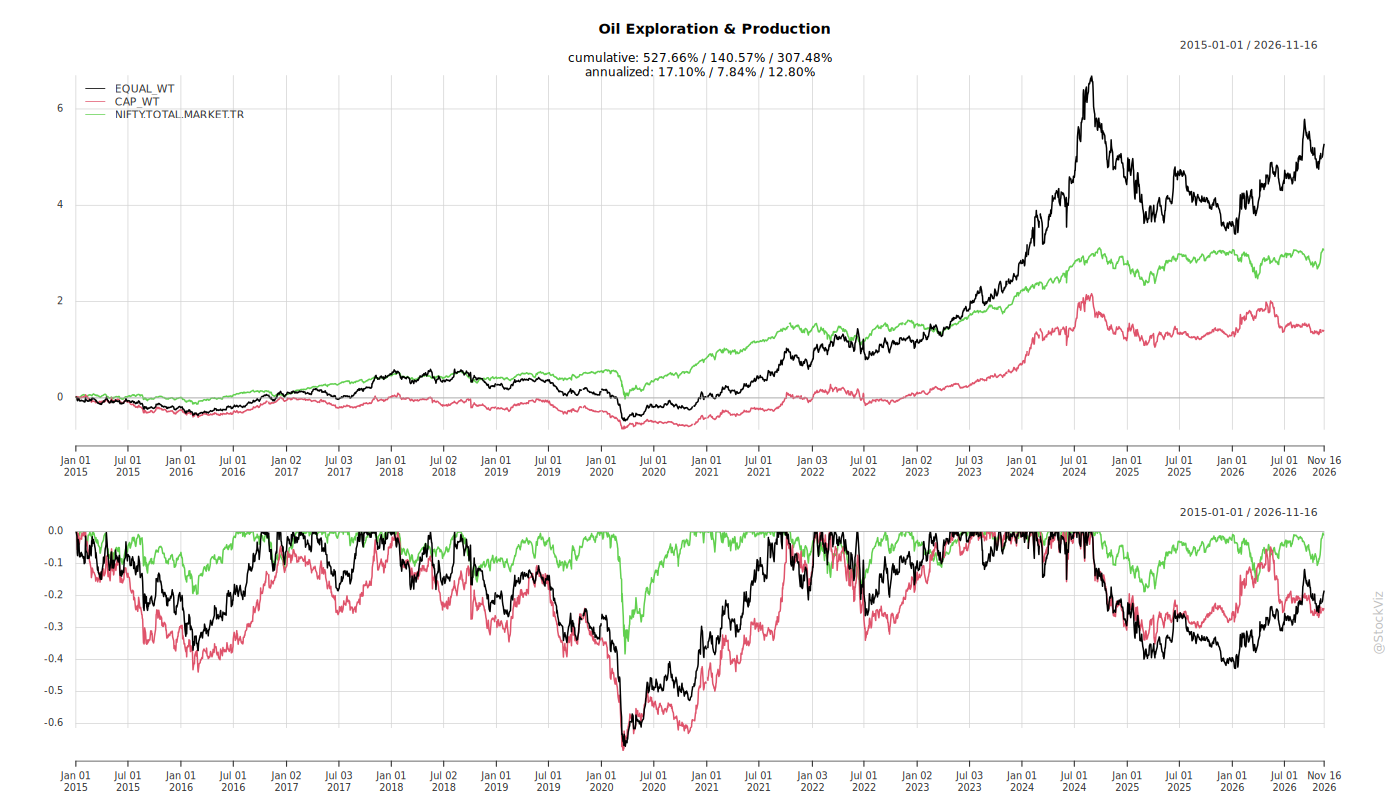 Oil Exploration & Production
2015-01-01 / 2026-11-16
cumulative: 527.66% / 140.57% / 307.48%
annualized: 17.10% / 7.84% / 12.80%
EQUAL_WT
CAP_WT
NIFTY.TOTAL.MARKET.TR
6
4
2
0
Jan 01 Jul 01 Jan 01 Jul 01 Jan 02 Jul 03 Jan 01 Jul 02 Jan 01 Jul 01 Jan 01 Jul 01 Jan 01 Jul 01 Jan 03 Jul 01 Jan 02 Jul 03 Jan 01 Jul 01 Jan 01 Jul 01 Jan 01 Jul 01 Nov 16
2015 2015 2016 2016 2017 2017 2018 2018 2019 2019 2020 2020 2021 2021 2022 2022 2023 2023 2024 2024 2025 2025 2026 2026 2026
2015-01-01 / 2026-11-16
0.0
-0.1
-0.2
-0.3
-0.4
-0.5
-0.6
Jan 01 Jul 01 Jan 01 Jul 01 Jan 02 Jul 03 Jan 01 Jul 02 Jan 01 Jul 01 Jan 01 Jul 01 Jan 01 Jul 01 Jan 03 Jul 01 Jan 02 Jul 03 Jan 01 Jul 01 Jan 01 Jul 01 Jan 01 Jul 01 Nov 16
2015 2015 2016 2016 2017 2017 2018 2018 2019 2019 2020 2020 2021 2021 2022 2022 2023 2023 2024 2024 2025 2025 2026 2026 2026
@StockViz